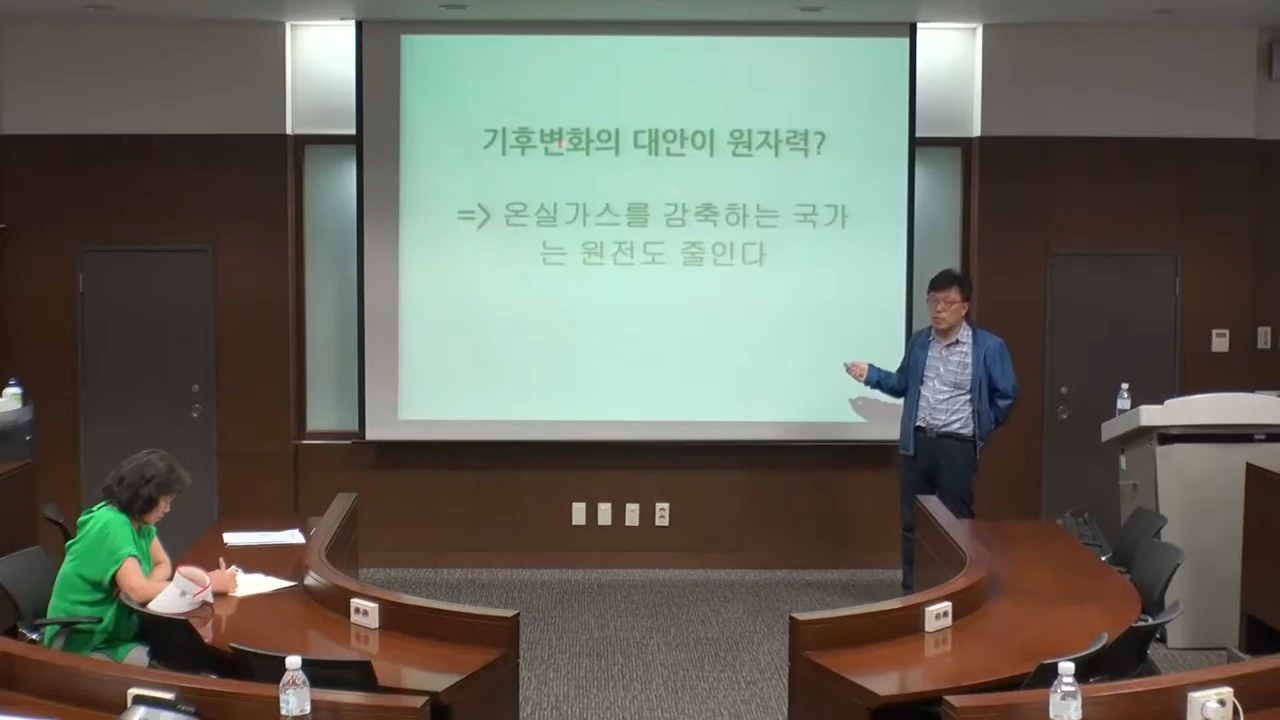 기후변화의 대안이 원자력?
=> 온실가스를 감축하는 국가
는 원전도 줄인다